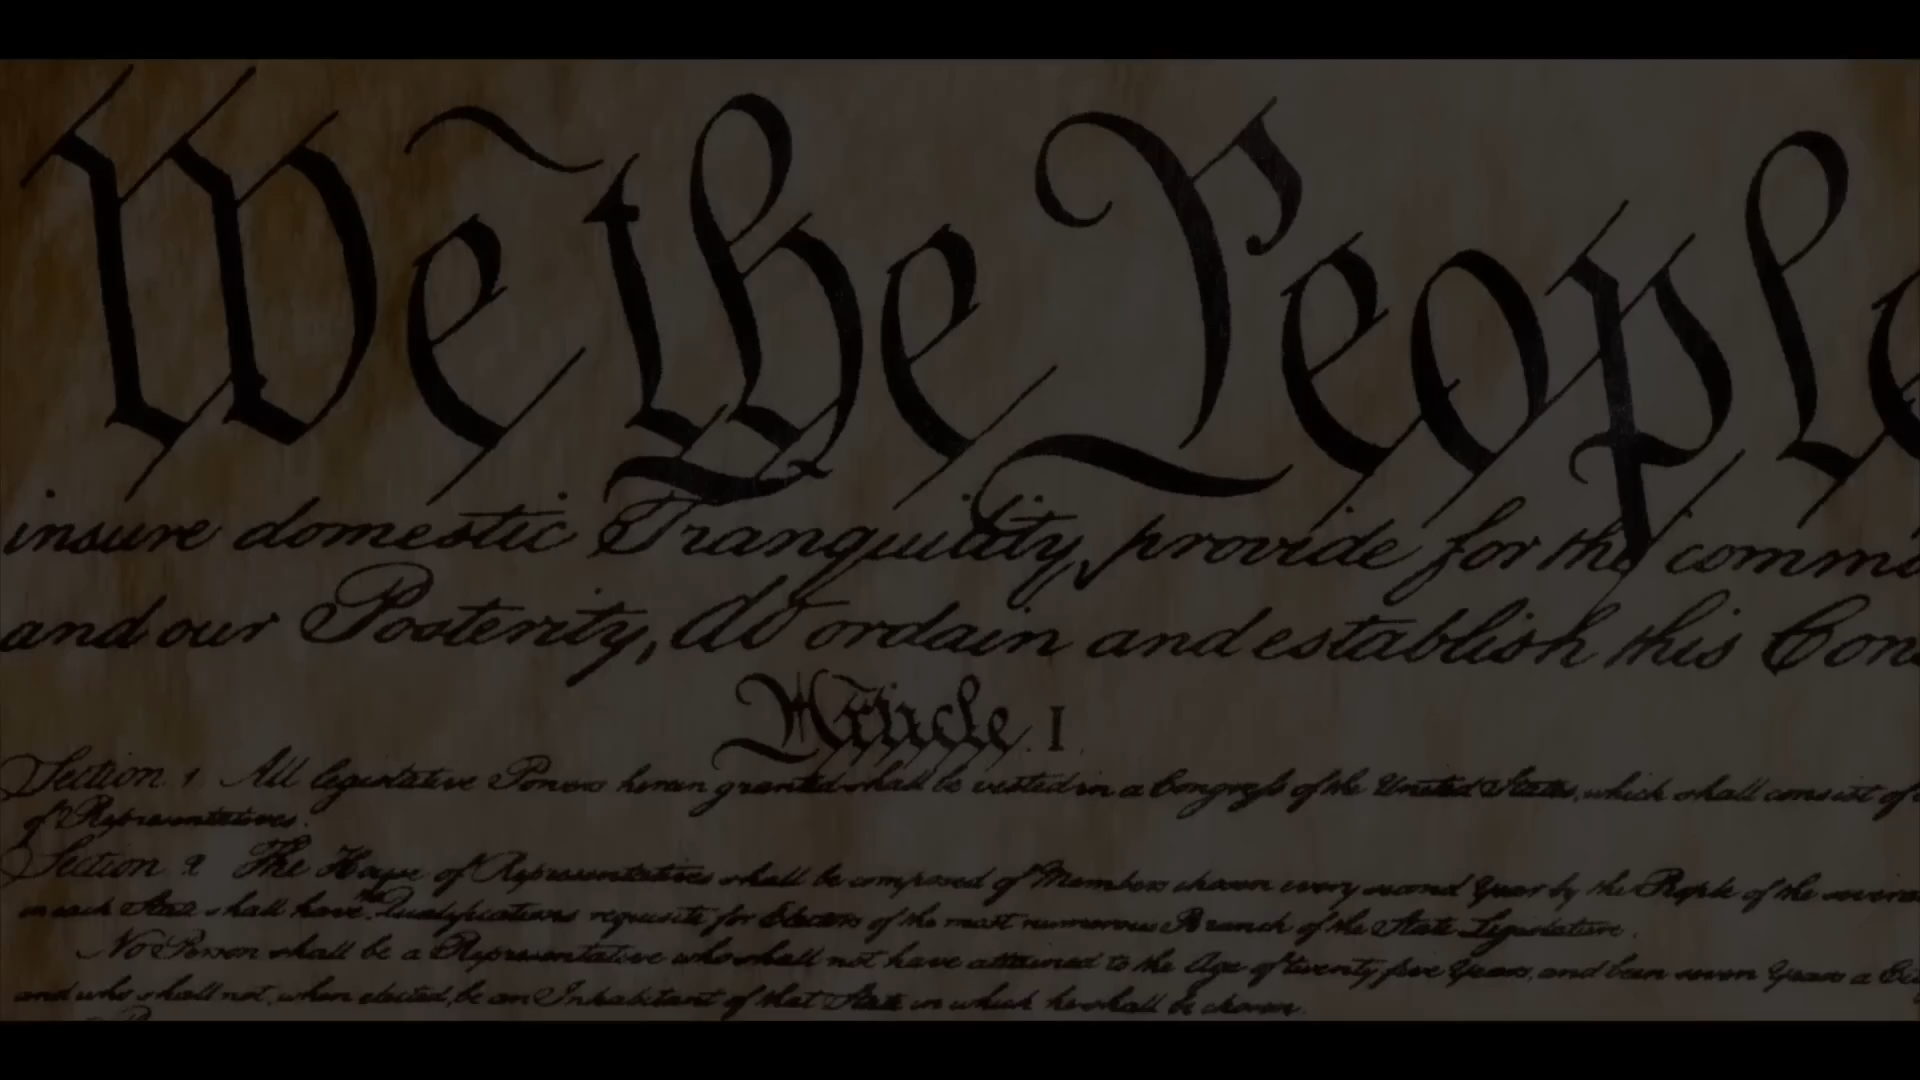 We the People
insure domestic Tranquility, provide for the commo
and our Posterity, do ordain and establish this Cons
Article. I
Section. 1 All legislative Powers herein granted shall be vested in a Congress of the United States, which shall consist of
of Representatives.
Section. 2 The House of Representatives shall be composed of Members chosen every second Year by the People of the several
in each State shall have the Qualifications requisite for Electors of the most numerous Branch of the State Legislature.
No Person shall be a Representative who shall not have attained to the Age of twenty five Years, and been seven Years a Citi
and who shall not, when elected, be an Inhabitant of that State in which he shall be chosen.